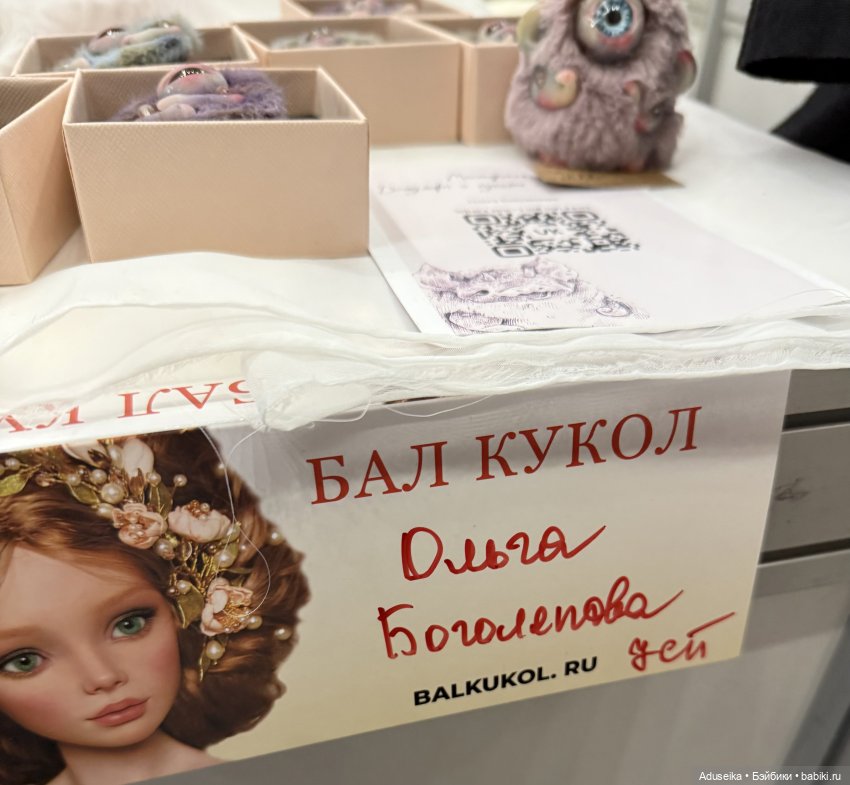 БАЛ КУКОЛ
Ольга
Боголепова
BALKUKOL. RU
Aduseika • Бэйбики • babiki.ru